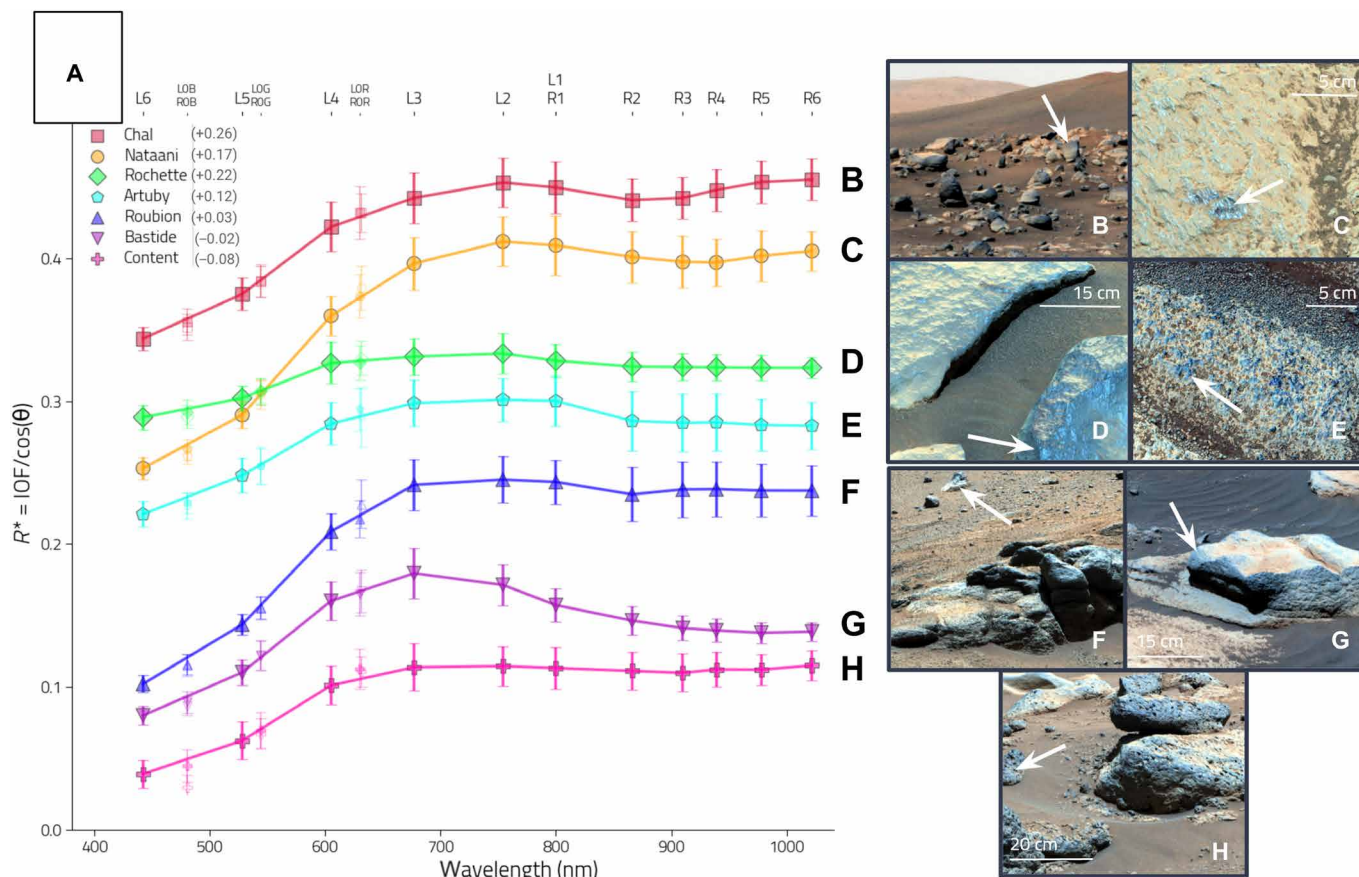 A
L6 L0B R0B L5 L0G R0G L4 L0R R0R L3 L2 L1 R1 R2 R3 R4 R5 R6
Chal (+0.26)
Nataani (+0.17)
Rochette (+0.22)
Artuby (+0.12)
Roubion (+0.03)
Bastide (−0.02)
Content (−0.08)
B
C
D
E
F
G
H
0.4
0.3
0.2
0.1
0.0
R* = IOF/cos(θ)
400 500 600 700 800 900 1000
Wavelength (nm)
B
5 cm
C
15 cm
D
5 cm
E
F
15 cm
G
20 cm
H